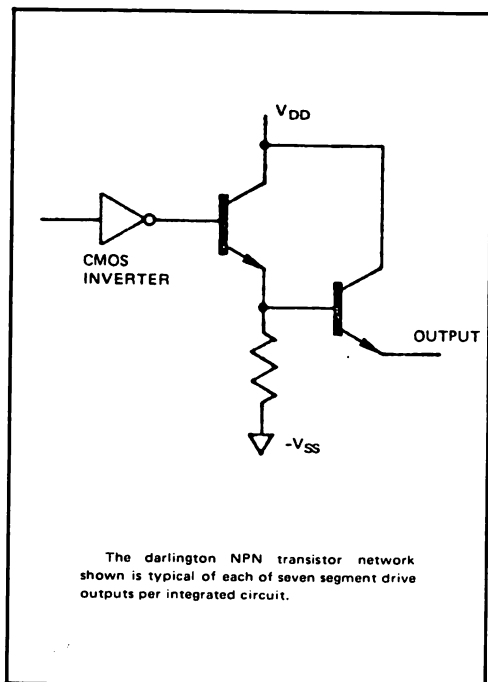 VDD
CMOS
INVERTER
OUTPUT
-VSS
The darlington NPN transistor network
shown is typical of each of seven segment drive
outputs per integrated circuit.